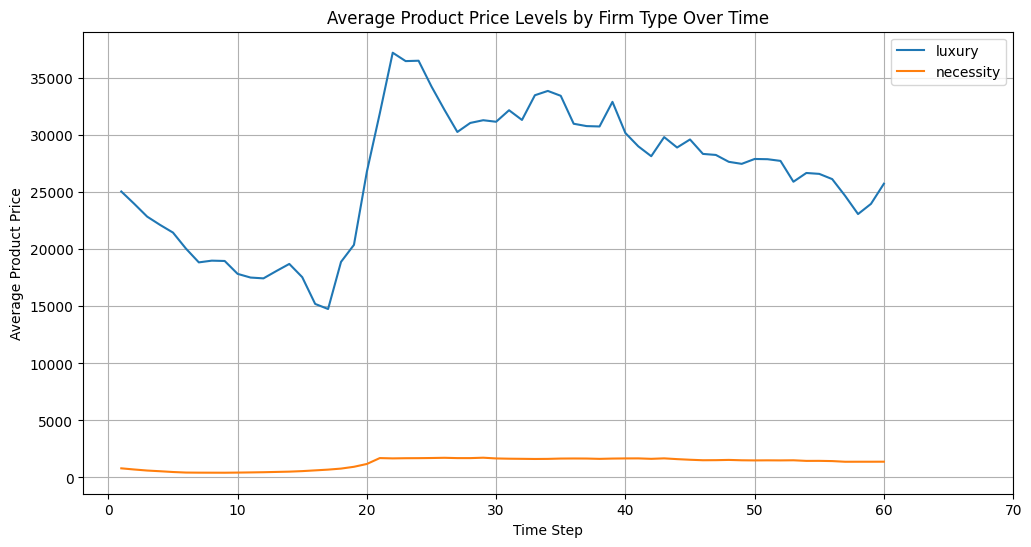 Average Product Price Levels by Firm Type Over Time
luxury
necessity
Average Product Price
35000
30000
25000
20000
15000
10000
5000
0
0 10 20 30 40 50 60 70
Time Step